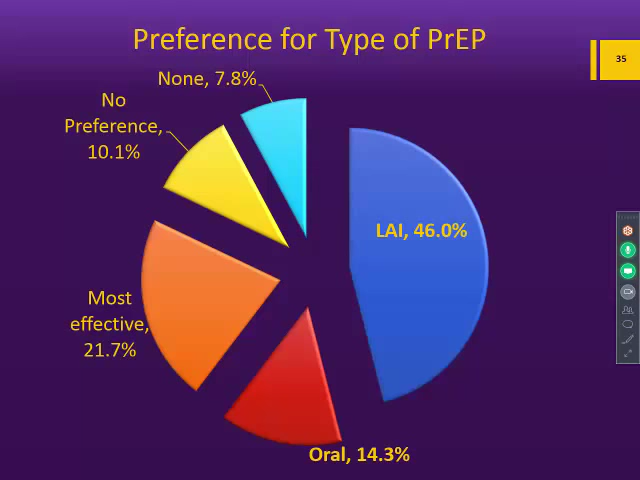 Preference for Type of PrEP
35
None, 7.8%
No
Preference,
10.1%
LAI, 46.0%
Most
effective,
21.7%
Oral, 14.3%